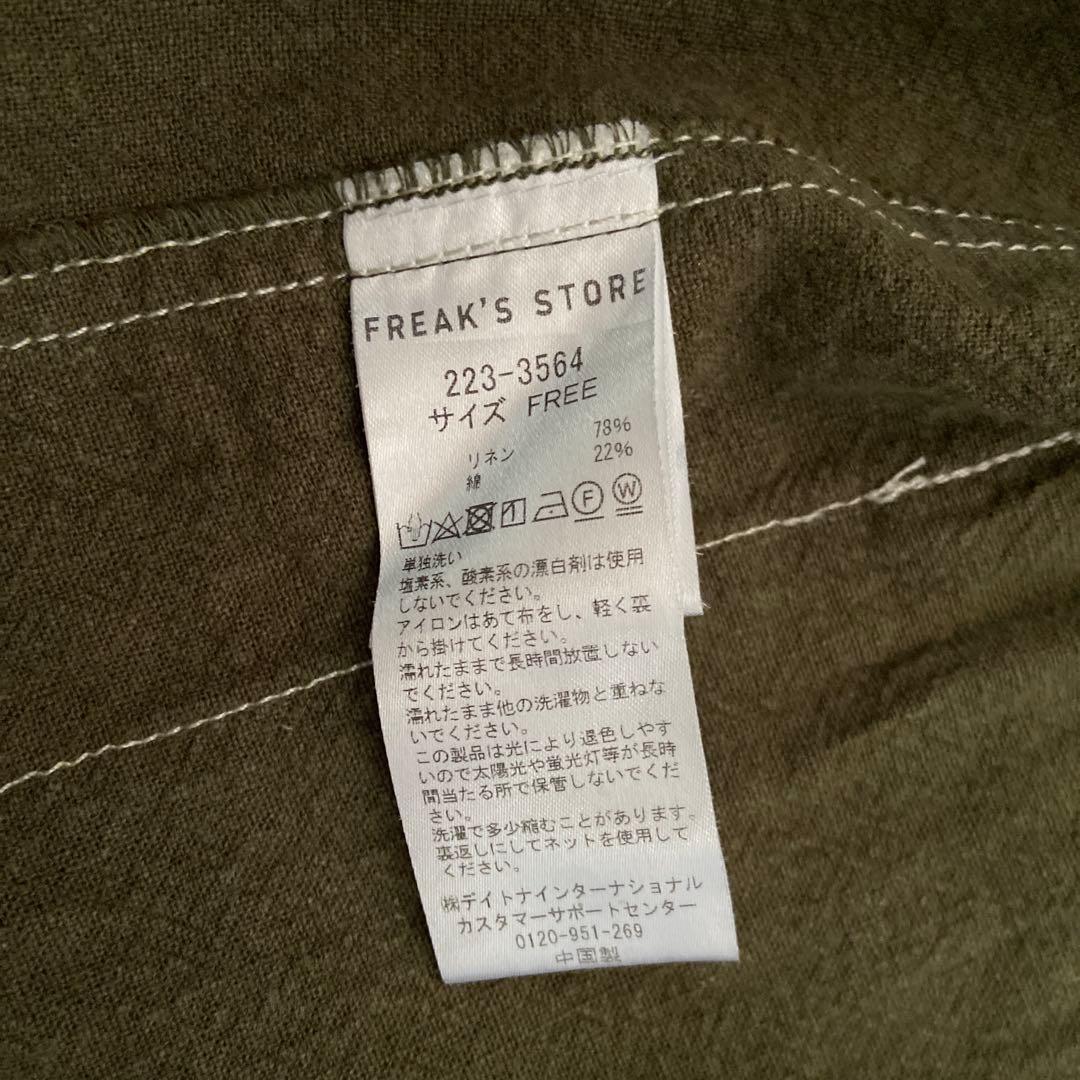 FREAK'S STORE
223-3564
サイズ FREE
リネン 78%
綿 22%
F W
単独洗い
塩素系、酸素系の漂白剤は使用
しないでください。
アイロンはあて布をし、軽く裏
から掛けてください。
濡れたままで長時間放置しない
でください。
濡れたまま他の洗濯物と重ねな
いでください。
この製品は光により退色しやす
いので太陽光や蛍光灯等が長時
間当たる所で保管しないでくだ
さい。
洗濯で多少縮むことがあります。
裏返しにしてネットを使用して
ください。
㈱デイトナインターナショナル
カスタマーサポートセンター
0120-951-269
中国製